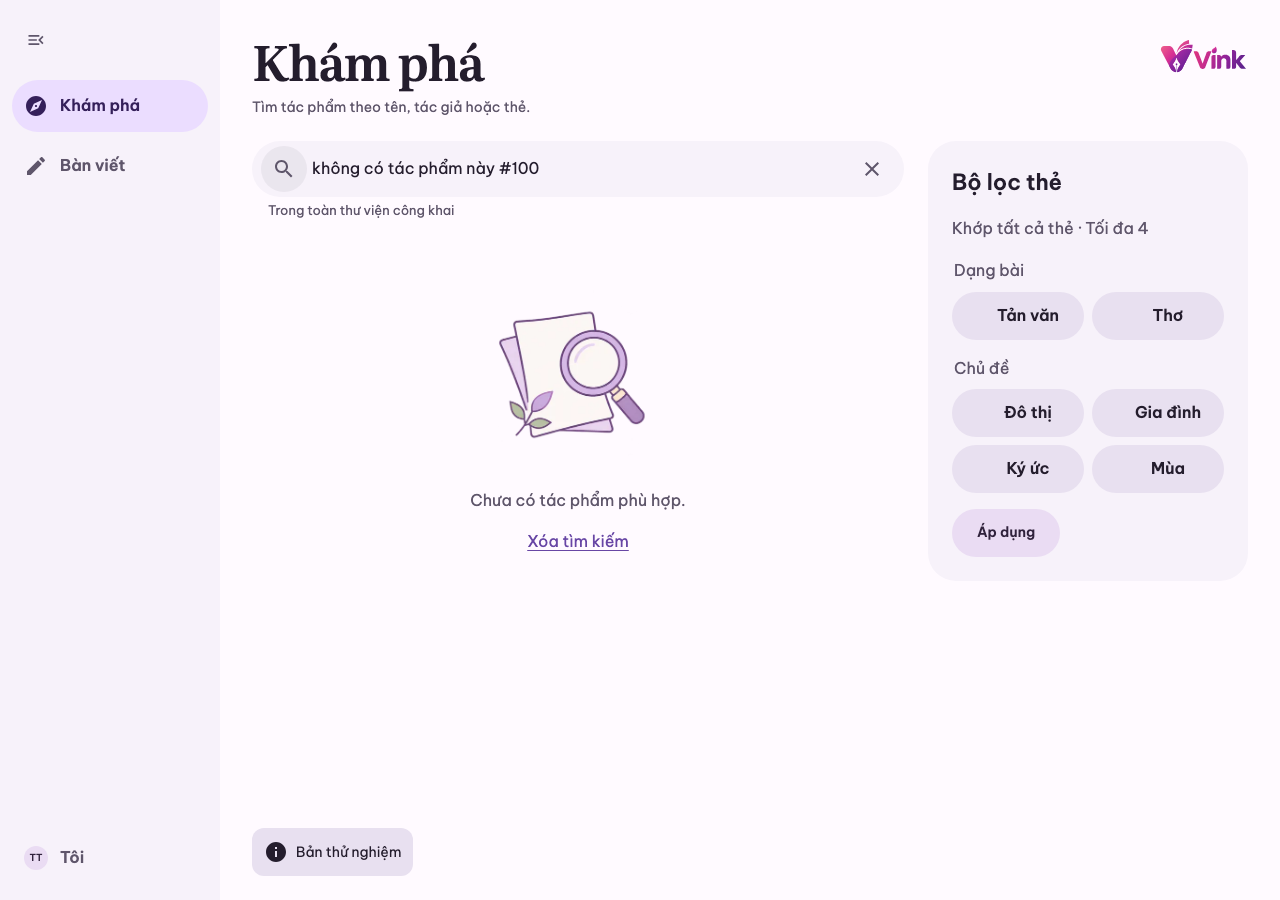 Khám phá
Bàn viết
TT Tôi
Khám phá
Tìm tác phẩm theo tên, tác giả hoặc thẻ.
Vink
không có tác phẩm này #100
Trong toàn thư viện công khai
Chưa có tác phẩm phù hợp.
Xóa tìm kiếm
Bộ lọc thẻ
Khớp tất cả thẻ · Tối đa 4
Dạng bài
Tản văn
Thơ
Chủ đề
Đô thị
Gia đình
Ký ức
Mùa
Áp dụng
Bản thử nghiệm